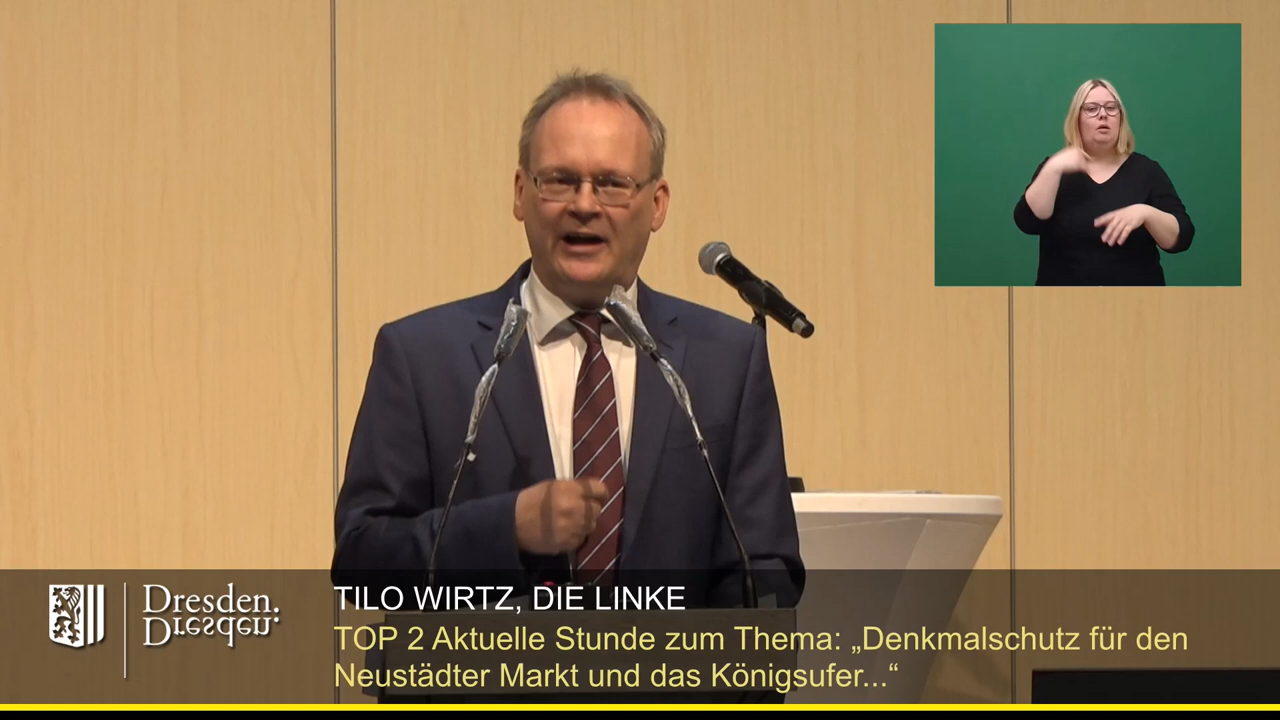 Dresden.
Dresden.
TILO WIRTZ, DIE LINKE
TOP 2 Aktuelle Stunde zum Thema: „Denkmalschutz für den
Neustädter Markt und das Königsufer...“